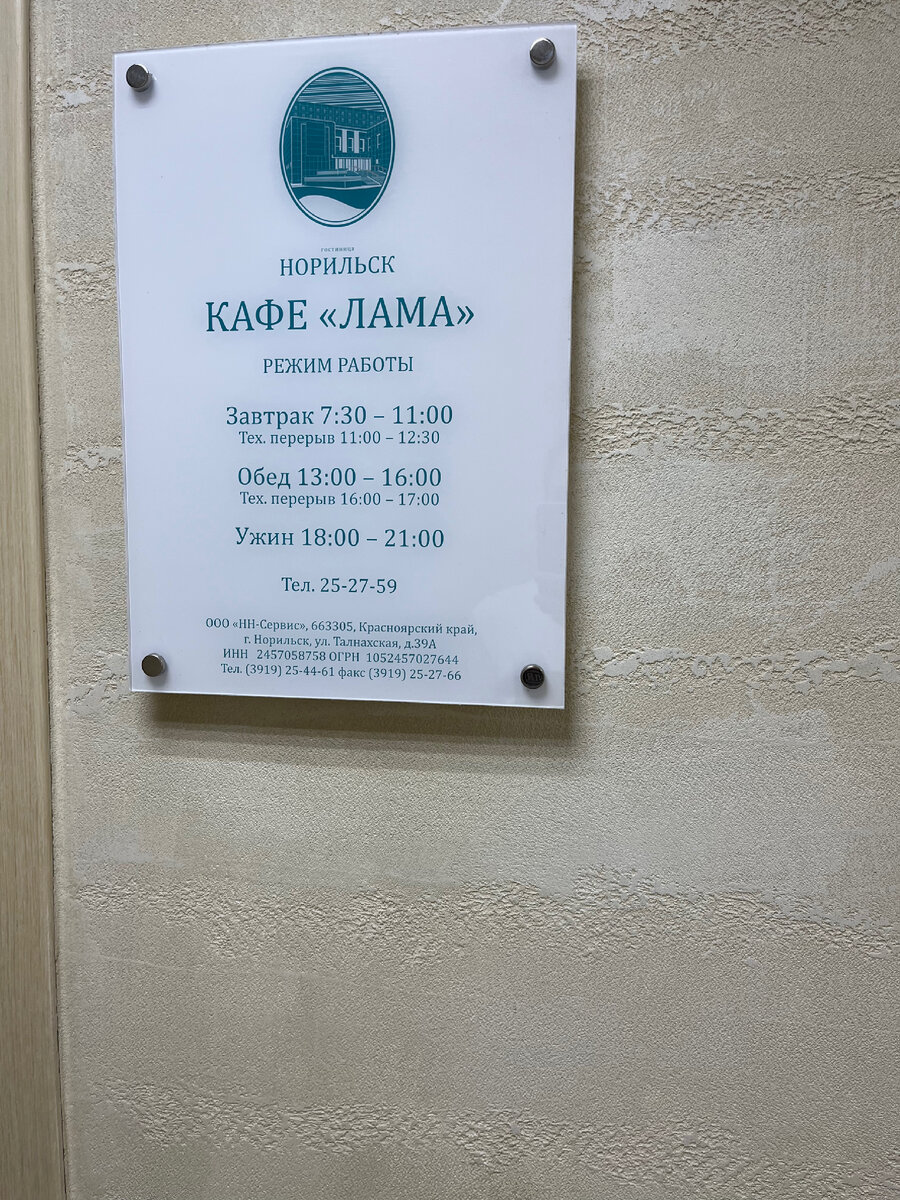 гостиница
НОРИЛЬСК
КАФЕ «ЛАМА»
РЕЖИМ РАБОТЫ
Завтрак 7:30 – 11:00
Тех. перерыв 11:00 – 12:30
Обед 13:00 – 16:00
Тех. перерыв 16:00 – 17:00
Ужин 18:00 – 21:00
Тел. 25-27-59
ООО «НН-Сервис», 663305, Красноярский край,
г. Норильск, ул. Талнахская, д.39А
ИНН 2457058758 ОГРН 1052457027644
Тел. (3919) 25-44-61 факс (3919) 25-27-66